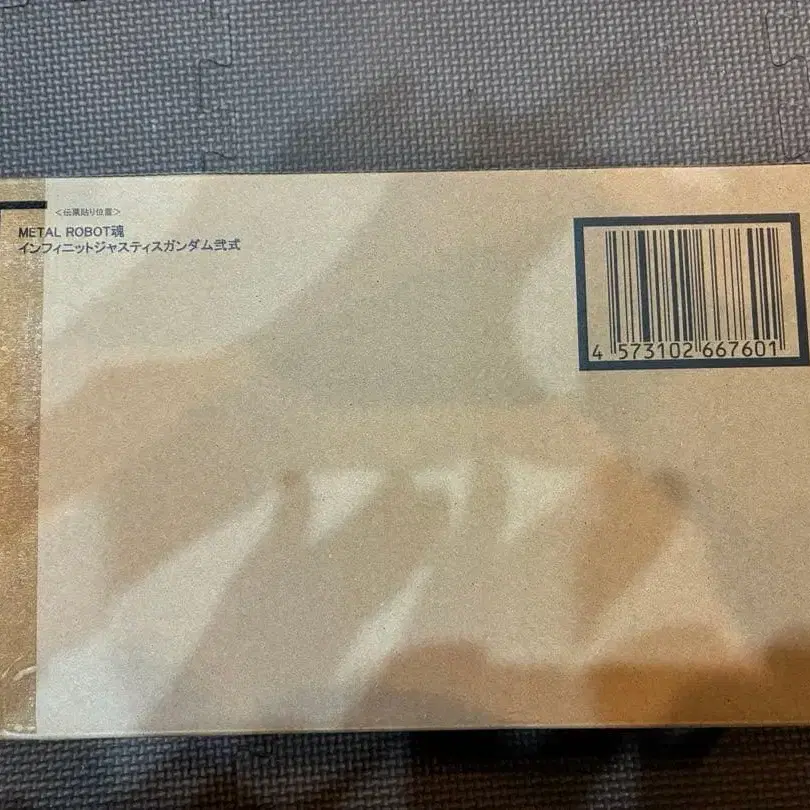 <伝票貼り位置>
METAL ROBOT魂
インフィニットジャスティスガンダム弐式
4 573102 667601